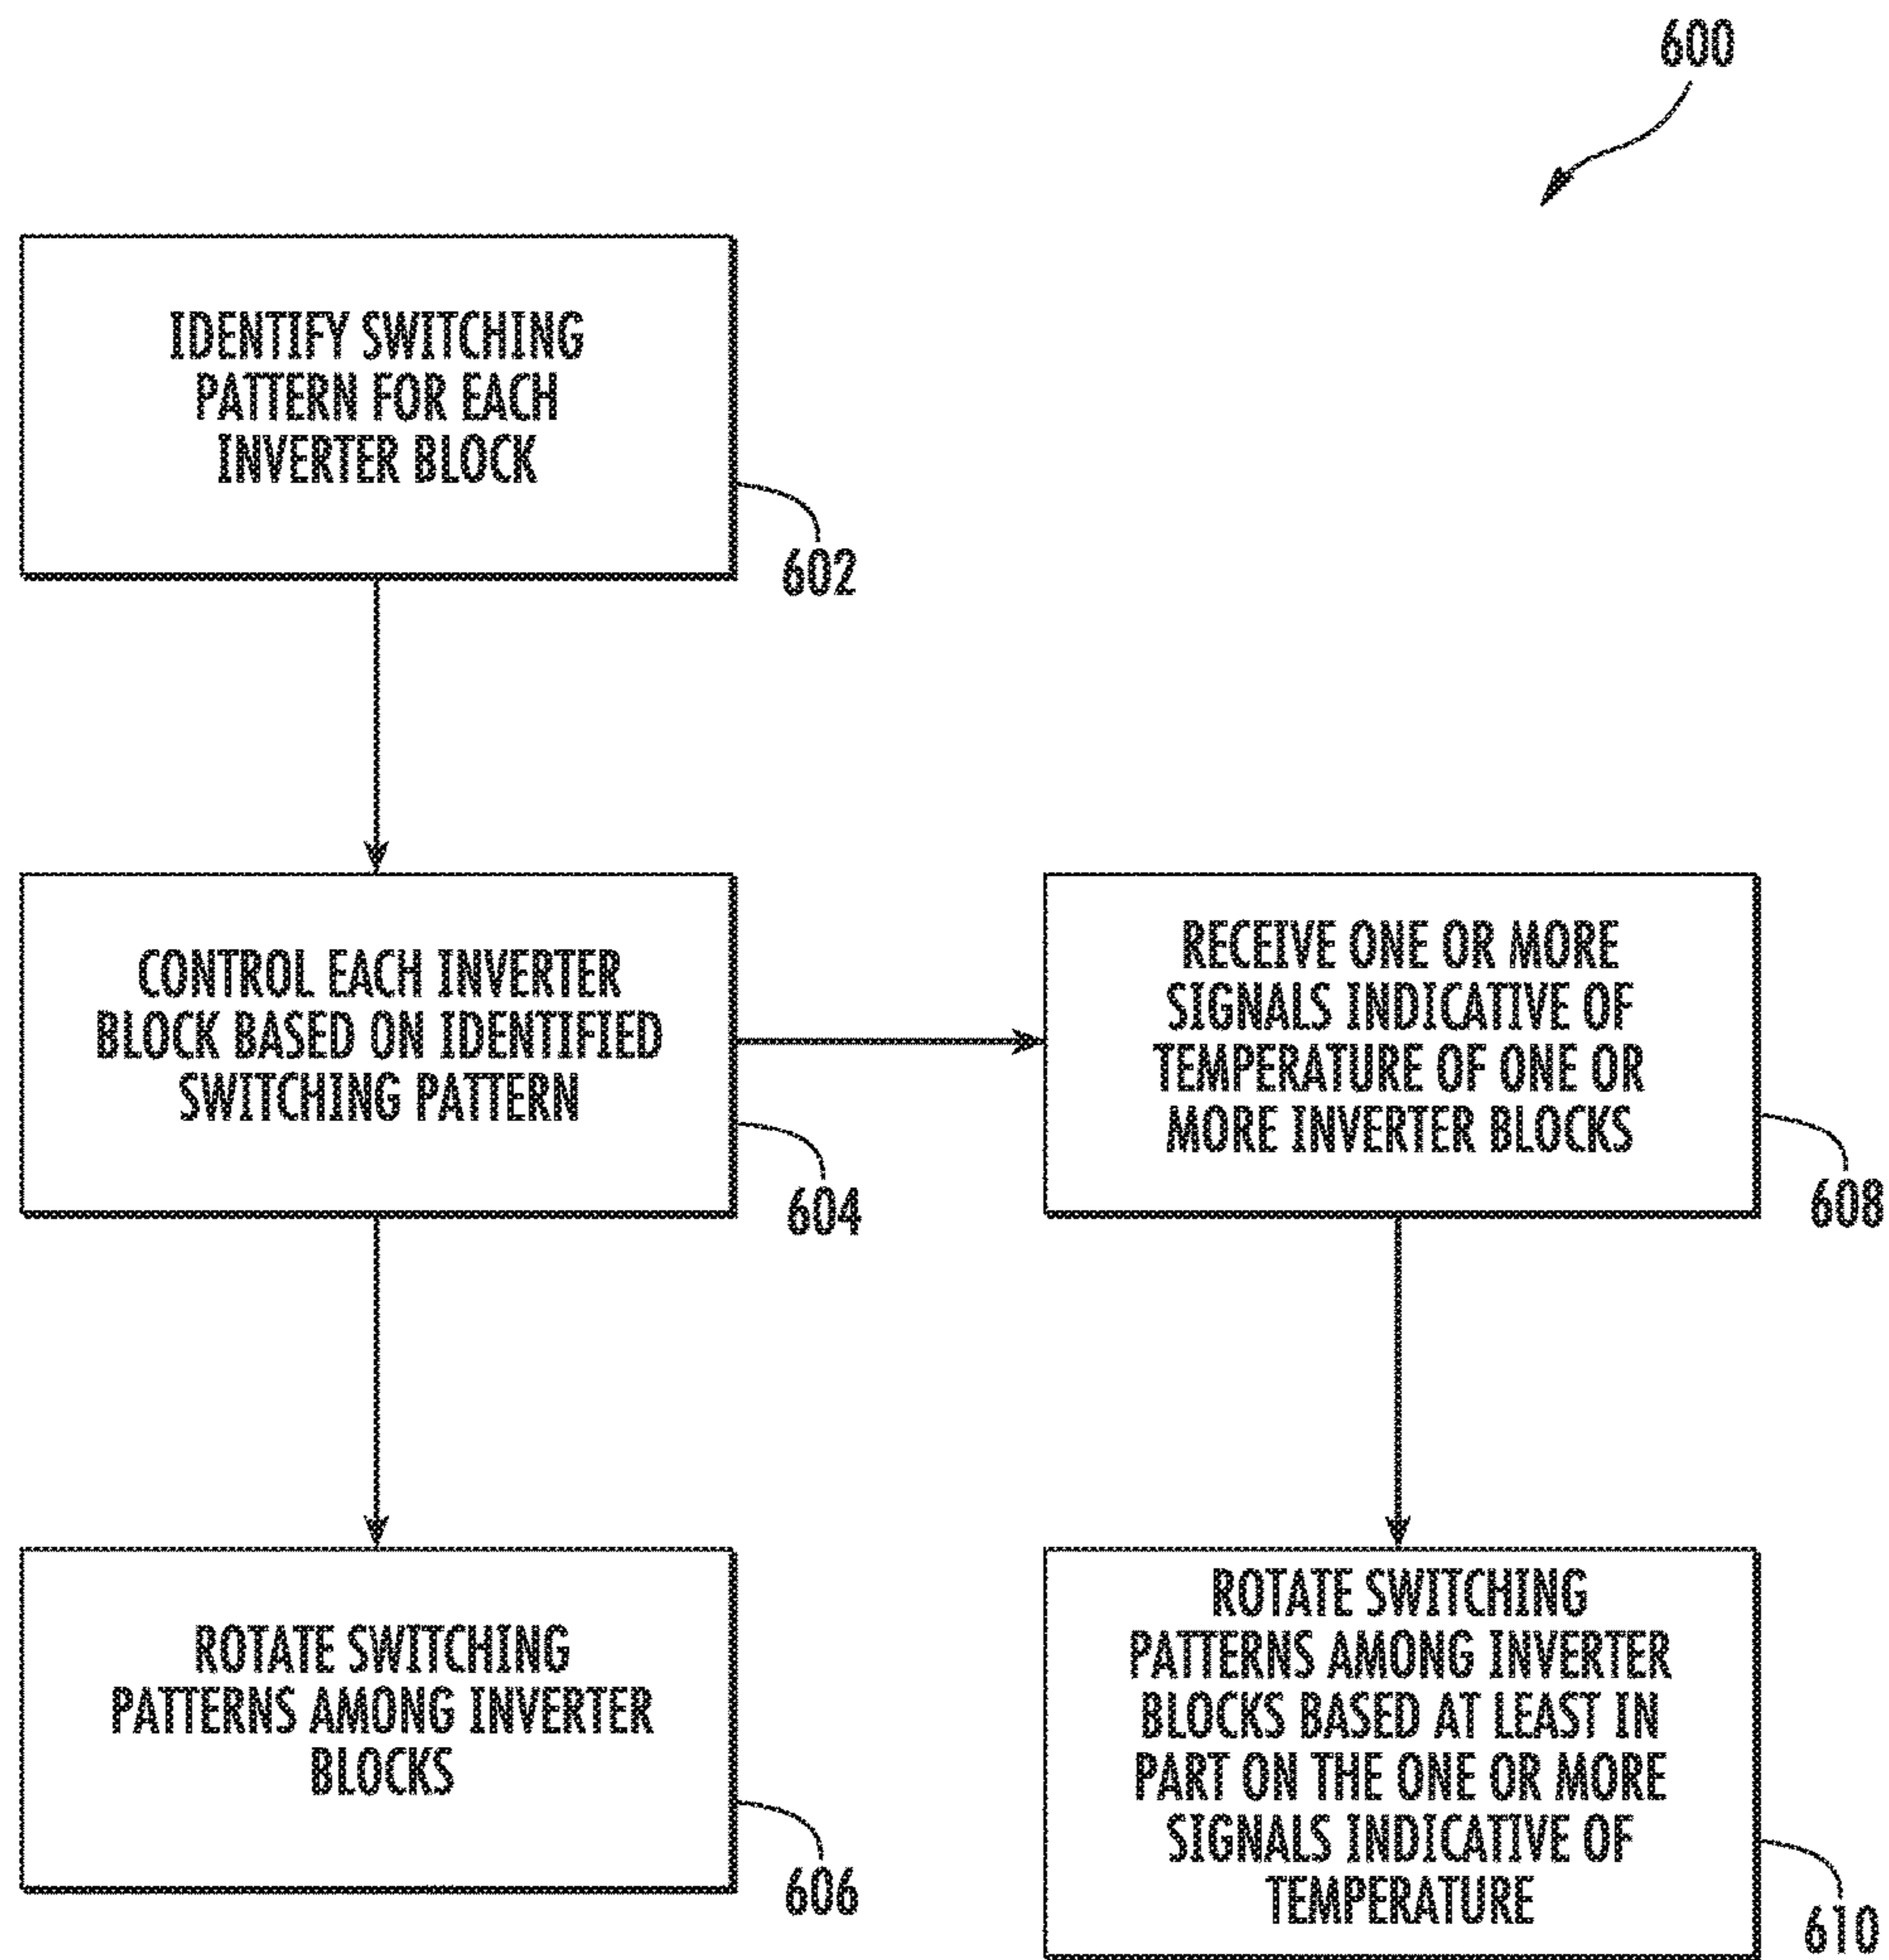 600
IDENTIFY SWITCHING
PATTERN FOR EACH
INVERTER BLOCK
602
CONTROL EACH INVERTER
BLOCK BASED ON IDENTIFIED
SWITCHING PATTERN
604
RECEIVE ONE OR MORE
SIGNALS INDICATIVE OF
TEMPERATURE OF ONE OR
MORE INVERTER BLOCKS
608
ROTATE SWITCHING
PATTERNS AMONG INVERTER
BLOCKS
606
ROTATE SWITCHING
PATTERNS AMONG INVERTER
BLOCKS BASED AT LEAST IN
PART ON THE ONE OR MORE
SIGNALS INDICATIVE OF
TEMPERATURE
610